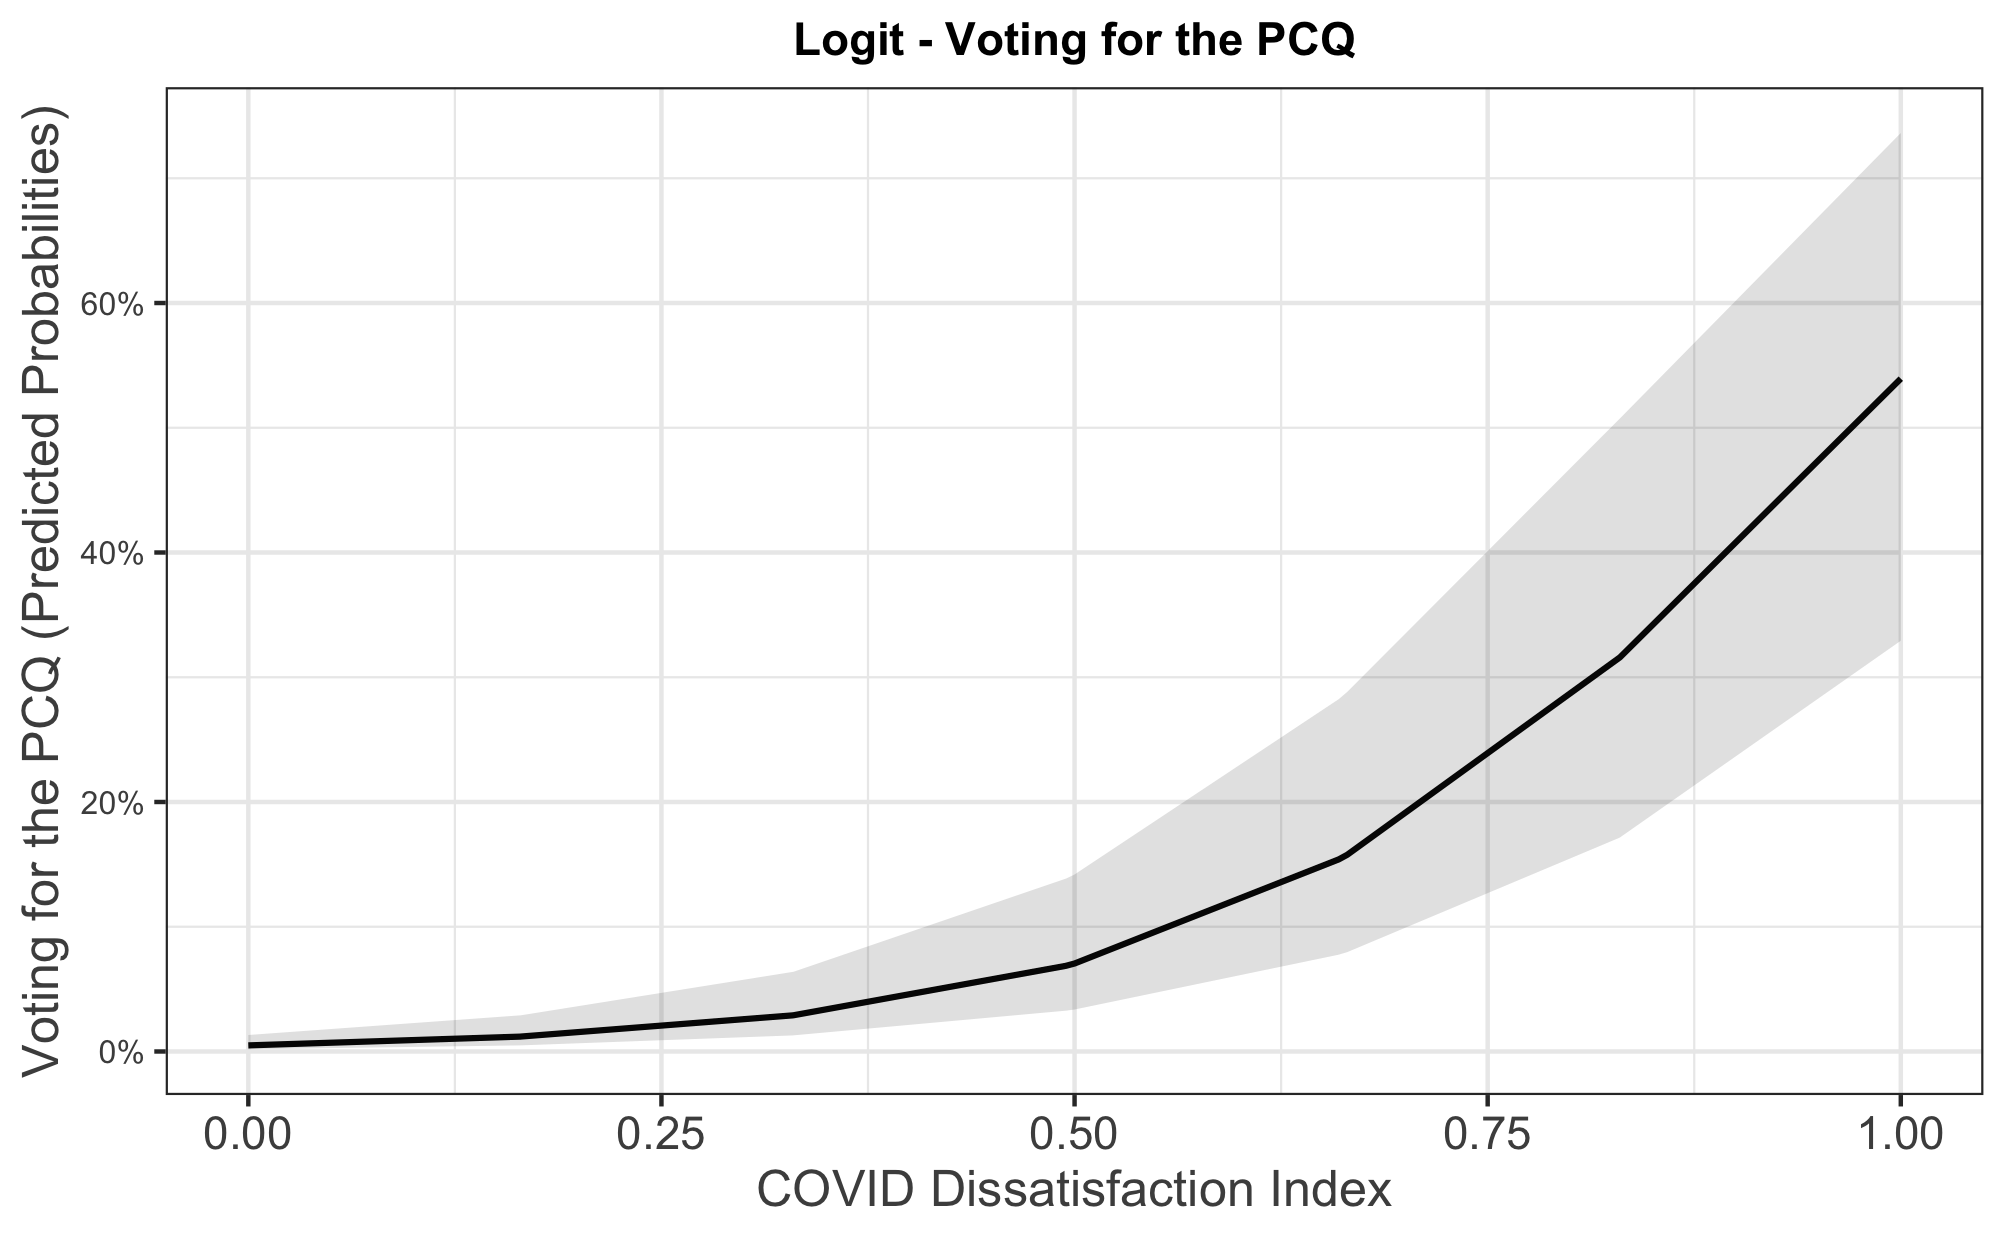 Logit - Voting for the PCQ
Voting for the PCQ (Predicted Probabilities)
60%
40%
20%
0%
0.00 0.25 0.50 0.75 1.00
COVID Dissatisfaction Index